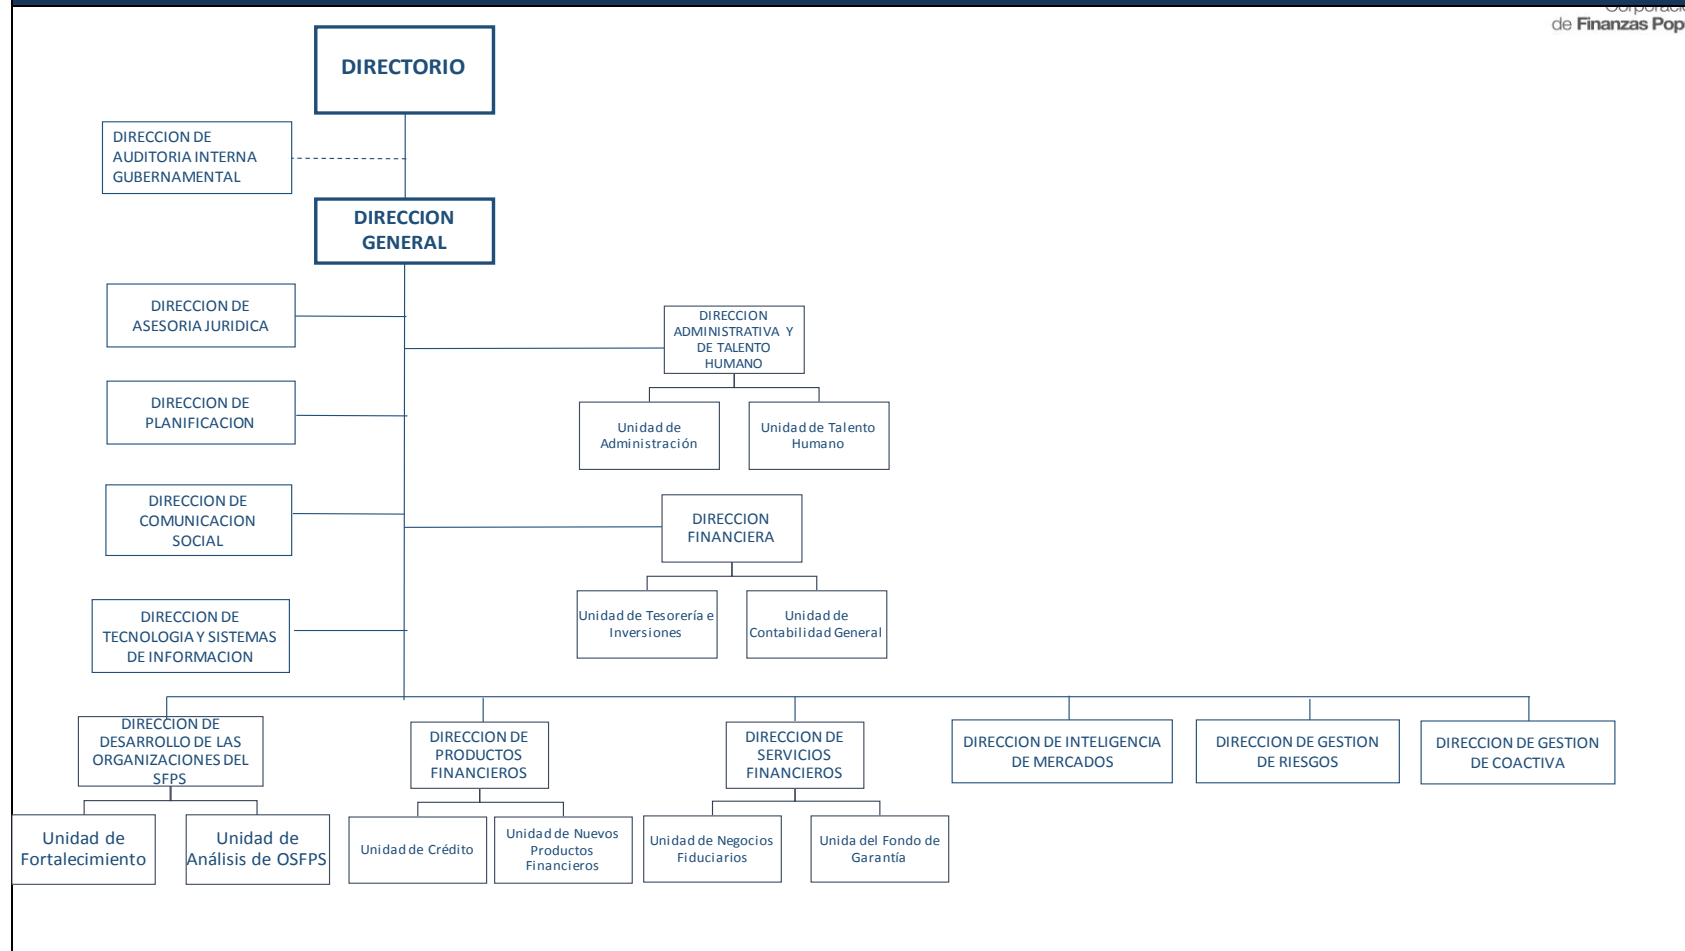 de Finanzas Pop
DIRECTORIO
DIRECCION DE
AUDITORIA INTERNA
GUBERNAMENTAL
DIRECCION
GENERAL
DIRECCION DE
ASESORIA JURIDICA
DIRECCION
ADMINISTRATIVA Y
DE TALENTO
HUMANO
DIRECCION DE
PLANIFICACION
Unidad de
Administración
Unidad de Talento
Humano
DIRECCION DE
COMUNICACION
SOCIAL
DIRECCION
FINANCIERA
Unidad de Tesorería e
Inversiones
Unidad de
Contabilidad General
DIRECCION DE
TECNOLOGIA Y SISTEMAS
DE INFORMACION
DIRECCION DE
DESARROLLO DE LAS
ORGANIZACIONES DEL
SFPS
DIRECCION DE
PRODUCTOS
FINANCIEROS
DIRECCION DE
SERVICIOS
FINANCIEROS
DIRECCION DE INTELIGENCIA
DE MERCADOS
DIRECCION DE GESTION
DE RIESGOS
DIRECCION DE GESTION
DE COACTIVA
Unidad de
Fortalecimiento
Unidad de
Análisis de OSFPS
Unidad de Crédito
Unidad de Nuevos
Productos
Financieros
Unidad de Negocios
Fiduciarios
Unida del Fondo de
Garantía